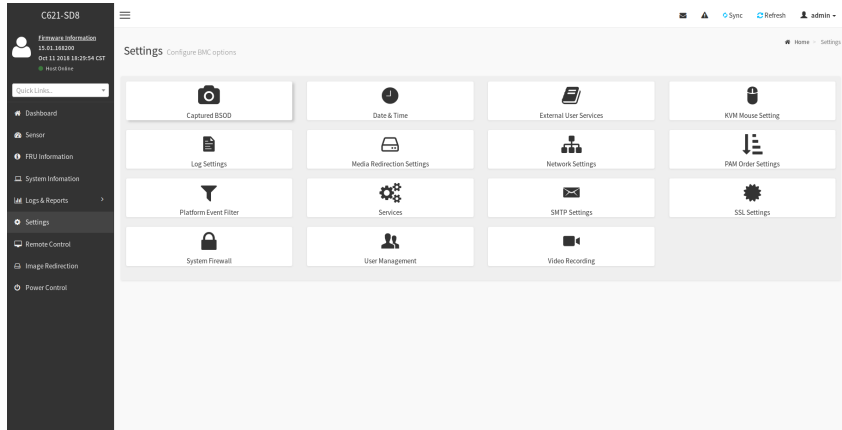 C621-SD8
Firmware Information
15.01.168200
Oct 11 2018 18:29:54 CST
Host Online
Quick Links...
Dashboard
Sensor
FRU Information
System Infomation
Logs & Reports
Settings
Remote Control
Image Redirection
Power Control
Sync
Refresh
admin
Settings Configure BMC options
Home > Settings
Captured BSOD
Date & Time
External User Services
KVM Mouse Setting
Log Settings
Media Redirection Settings
Network Settings
PAM Order Settings
Platform Event Filter
Services
SMTP Settings
SSL Settings
System Firewall
User Management
Video Recording